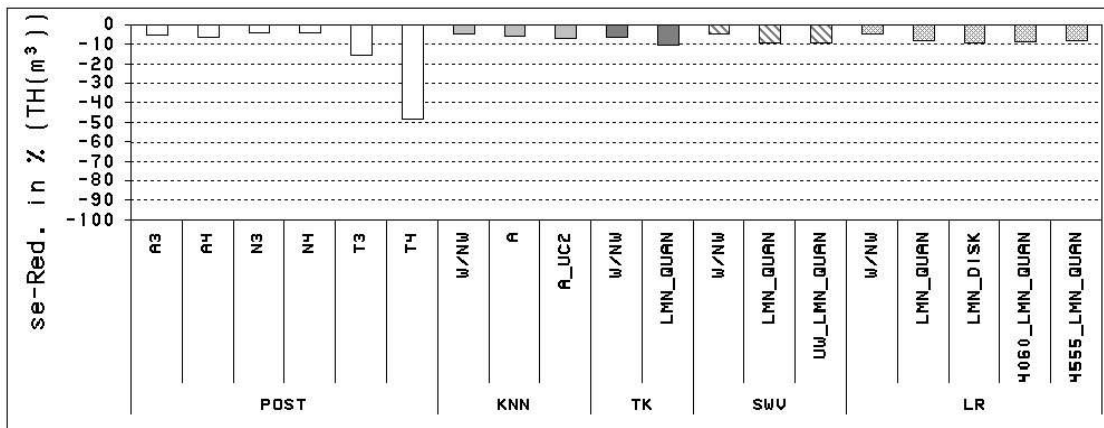 se-Red. in % (TH(m³))
0
-10
-20
-30
-40
-50
-60
-70
-80
-90
-100
A3
A4
N3
N4
T3
T4
W/NW
A
A_UC2
W/NW
LMN_QUAN
W/NW
LMN_QUAN
UW_LMN_QUAN
W/NW
LMN_QUAN
LMN_DISK
4060_LMN_QUAN
4555_LMN_QUAN
POST
KNN
TK
SWV
LR